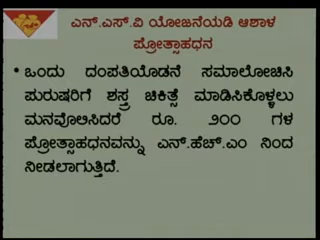 ಎನ್.ಎಸ್.ವಿ ಯೋಜನೆಯಡಿ ಆಶಾಳ
ಪ್ರೋತ್ಸಾಹಧನ
• ಒಂದು ದಂಪತಿಯೊಡನೆ ಸಮಾಲೋಚಿಸಿ
ಪುರುಷರಿಗೆ ಶಸ್ತ್ರ ಚಿಕಿತ್ಸೆ ಮಾಡಿಸಿಕೊಳ್ಳಲು
ಮನವೊಲಿಸಿದರೆ ರೂ. ೨೦೦ ಗಳ
ಪ್ರೋತ್ಸಾಹಧನವನ್ನು ಎನ್.ಹೆಚ್.ಎಂ ನಿಂದ
ನೀಡಲಾಗುತ್ತಿದೆ.